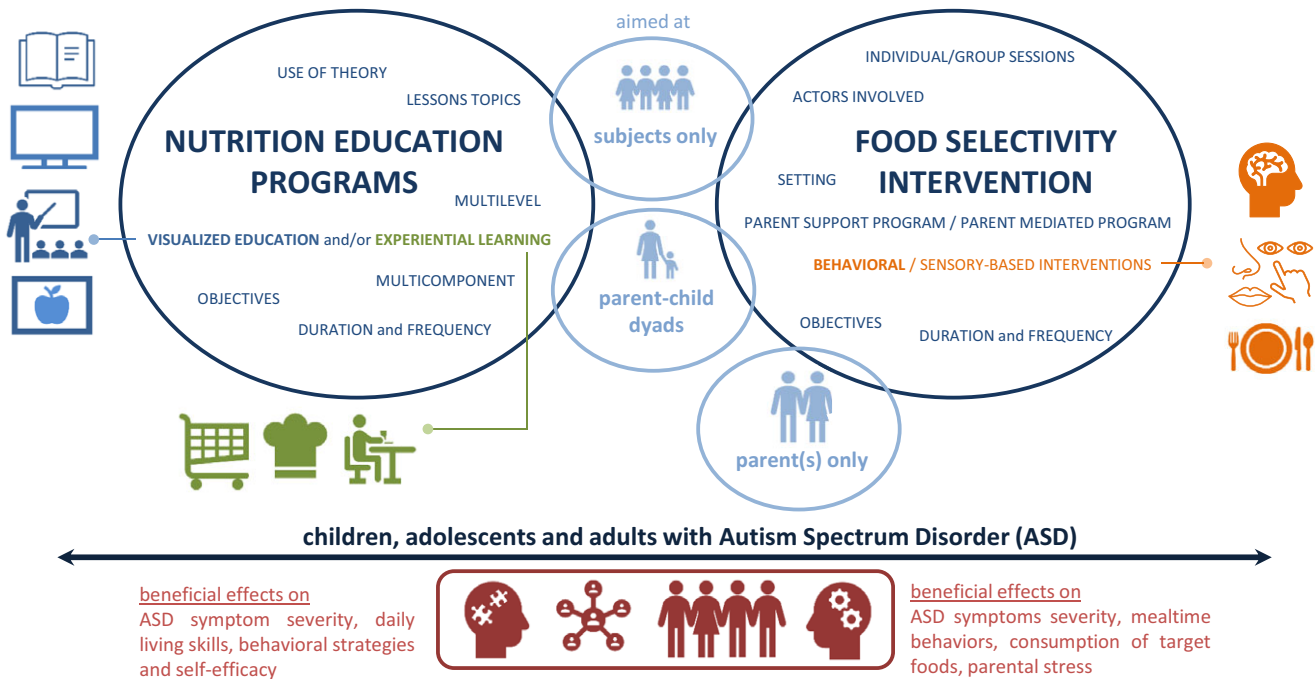 aimed at
subjects only
parent-child
dyads
parent(s) only
USE OF THEORY
LESSONS TOPICS
NUTRITION EDUCATION
PROGRAMS
MULTILEVEL
VISUALIZED EDUCATION and/or EXPERIENTIAL LEARNING
MULTICOMPONENT
OBJECTIVES
DURATION and FREQUENCY
INDIVIDUAL/GROUP SESSIONS
ACTORS INVOLVED
FOOD SELECTIVITY
INTERVENTION
SETTING
PARENT SUPPORT PROGRAM / PARENT MEDIATED PROGRAM
BEHAVIORAL / SENSORY-BASED INTERVENTIONS
OBJECTIVES
DURATION and FREQUENCY
children, adolescents and adults with Autism Spectrum Disorder (ASD)
beneficial effects on
ASD symptom severity, daily
living skills, behavioral strategies
and self-efficacy
beneficial effects on
ASD symptoms severity, mealtime
behaviors, consumption of target
foods, parental stress